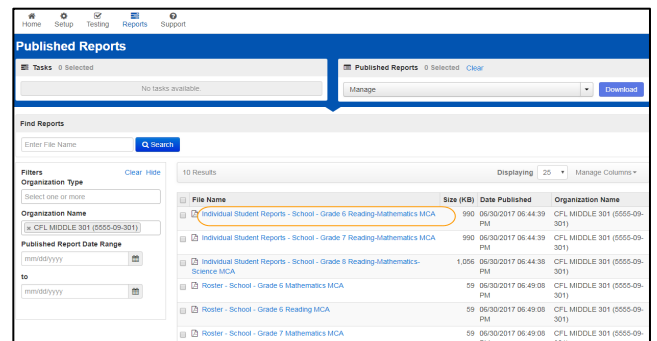 Home Setup Testing Reports Support
Published Reports
Tasks 0 Selected
No tasks available.
Published Reports 0 Selected Clear
Manage Download
Find Reports
Enter File Name Search
Filters Clear Hide
Organization Type
Select one or more
Organization Name
× CFL MIDDLE 301 (5555-09-301)
Published Report Date Range
mm/dd/yyyy
to
mm/dd/yyyy
10 Results Displaying 25 Manage Columns
File Name Size (KB) Date Published Organization Name
Individual Student Reports - School - Grade 6 Reading-Mathematics MCA 990 06/30/2017 06:44:39 CFL MIDDLE 301 (5555-09-
PM 301)
Individual Student Reports - School - Grade 7 Reading-Mathematics MCA 990 06/30/2017 06:44:39 CFL MIDDLE 301 (5555-09-
PM 301)
Individual Student Reports - School - Grade 8 Reading-Mathematics- 1,056 06/30/2017 06:44:38 CFL MIDDLE 301 (5555-09-
Science MCA PM 301)
Roster - School - Grade 6 Mathematics MCA 59 06/30/2017 06:49:08 CFL MIDDLE 301 (5555-09-
PM 301)
Roster - School - Grade 6 Reading MCA 59 06/30/2017 06:49:08 CFL MIDDLE 301 (5555-09-
PM 301)
Roster - School - Grade 7 Mathematics MCA 59 06/30/2017 06:49:08 CFL MIDDLE 301 (5555-09-